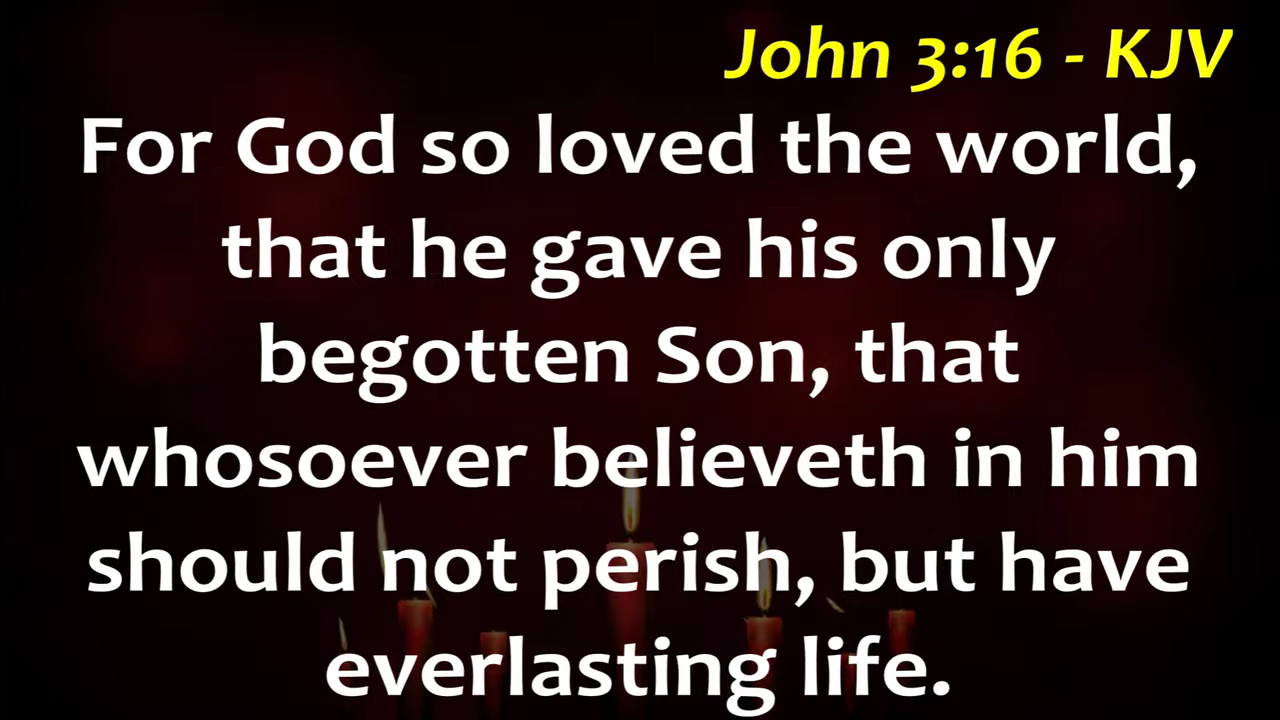 John 3:16 - KJV
For God so loved the world,
that he gave his only
begotten Son, that
whosoever believeth in him
should not perish, but have
everlasting life.